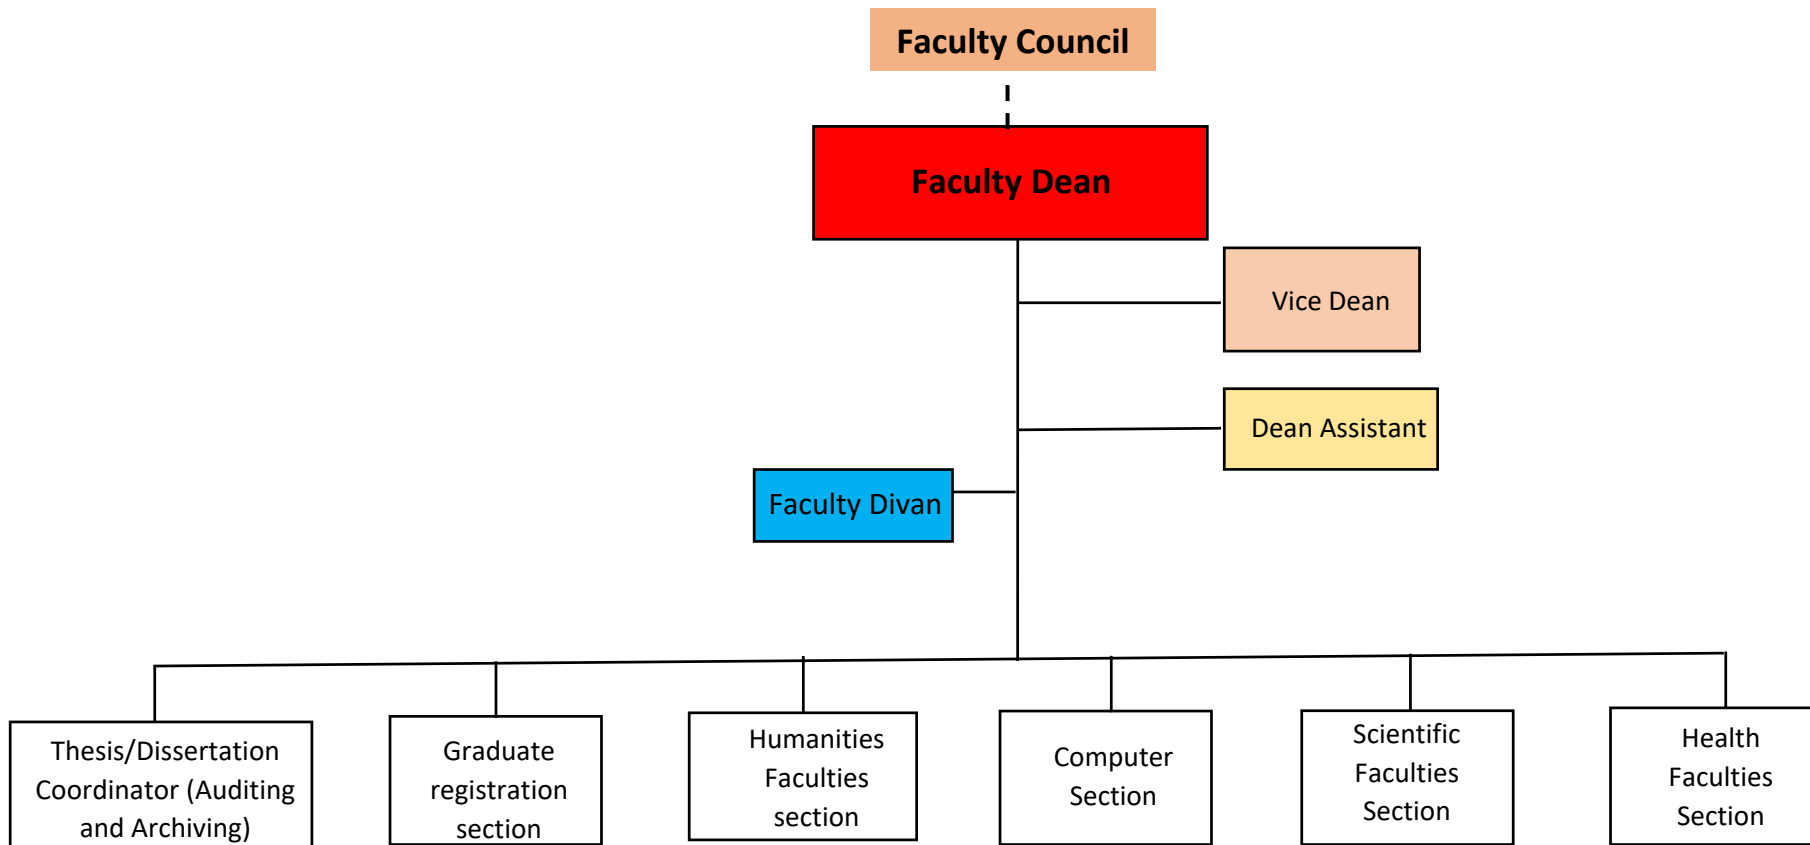 Faculty Council
Faculty Dean
Vice Dean
Dean Assistant
Faculty Divan
Thesis/Dissertation
Coordinator (Auditing
and Archiving)
Graduate
registration
section
Humanities
Faculties
section
Computer
Section
Scientific
Faculties
Section
Health
Faculties
Section